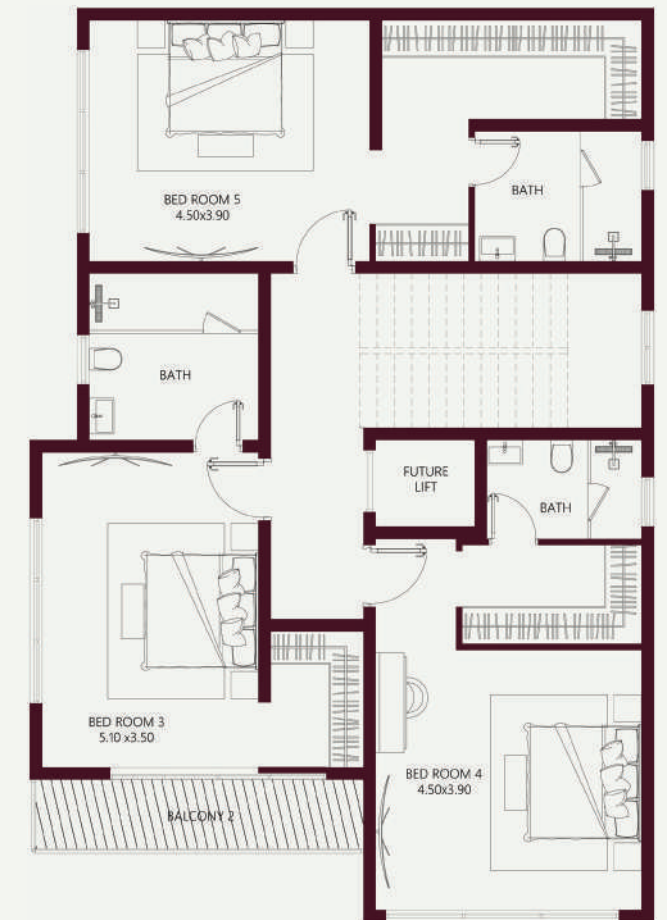 BED ROOM 5
4.50x3.90
BATH
BATH
FUTURE
LIFT
BATH
BED ROOM 3
5.10 x3.50
BED ROOM 4
4.50x3.90
BALCONY 2